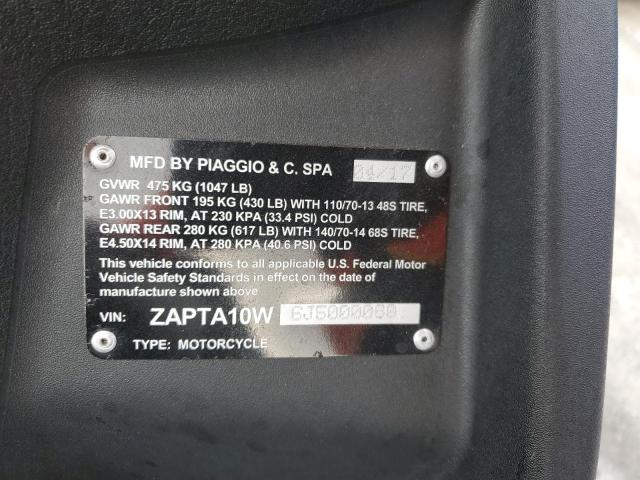 MFD BY PIAGGIO & C. SPA 04/17
GVWR 475 KG (1047 LB)
GAWR FRONT 195 KG (430 LB) WITH 110/70-13 48S TIRE,
E3.00X13 RIM, AT 230 KPA (33.4 PSI) COLD
GAWR REAR 280 KG (617 LB) WITH 140/70-14 68S TIRE,
E4.50X14 RIM, AT 280 KPA (40.6 PSI) COLD
This vehicle conforms to all applicable U.S. Federal Motor
Vehicle Safety Standards in effect on the date of
manufacture shown above
VIN: ZAPTA10W
TYPE: MOTORCYCLE